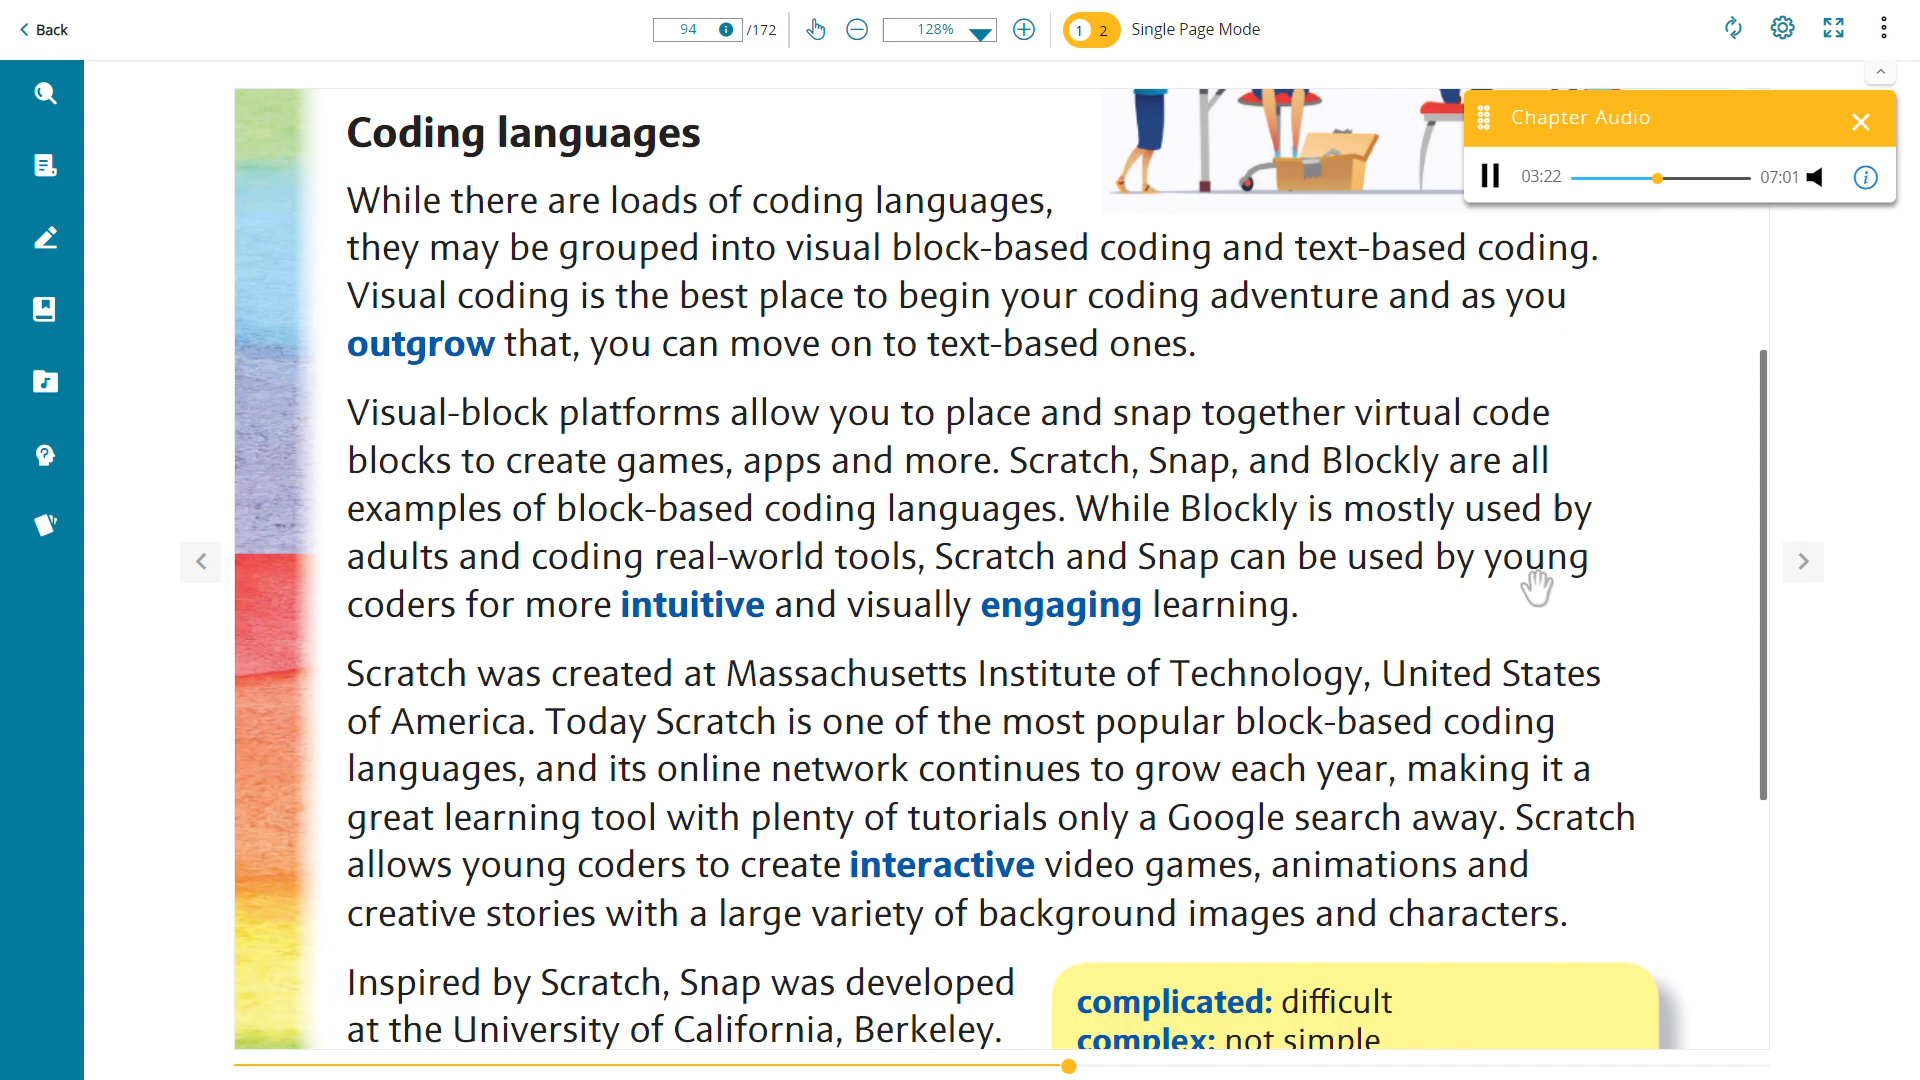 Back
94 /172
128%
1 2 Single Page Mode
Chapter Audio
03:22 07:01
Coding languages
While there are loads of coding languages,
they may be grouped into visual block-based coding and text-based coding.
Visual coding is the best place to begin your coding adventure and as you
outgrow that, you can move on to text-based ones.
Visual-block platforms allow you to place and snap together virtual code
blocks to create games, apps and more. Scratch, Snap, and Blockly are all
examples of block-based coding languages. While Blockly is mostly used by
adults and coding real-world tools, Scratch and Snap can be used by young
coders for more intuitive and visually engaging learning.
Scratch was created at Massachusetts Institute of Technology, United States
of America. Today Scratch is one of the most popular block-based coding
languages, and its online network continues to grow each year, making it a
great learning tool with plenty of tutorials only a Google search away. Scratch
allows young coders to create interactive video games, animations and
creative stories with a large variety of background images and characters.
Inspired by Scratch, Snap was developed
at the University of California, Berkeley.
complicated: difficult
complex: not simple